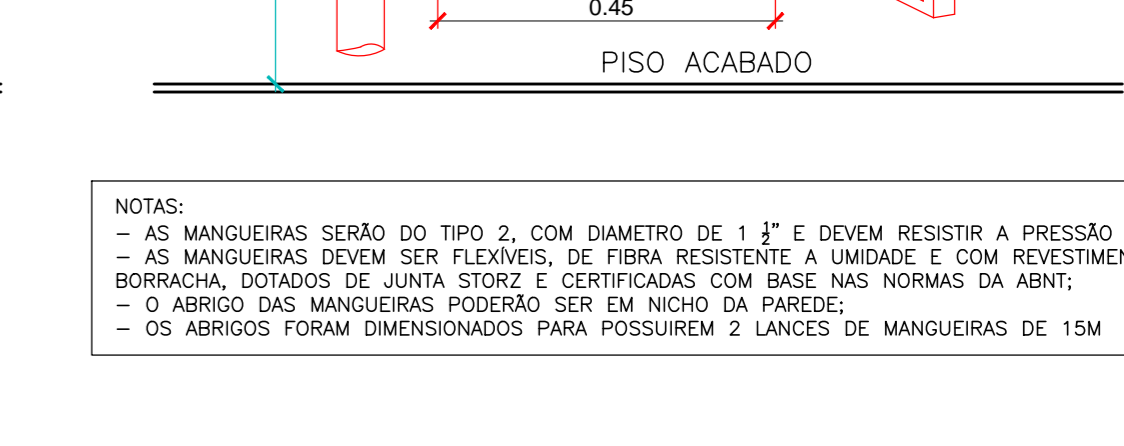 0.45
PISO ACABADO
NOTAS:
– AS MANGUEIRAS SERÃO DO TIPO 2, COM DIAMETRO DE 1 ½" E DEVEM RESISTIR A PRESSÃO
– AS MANGUEIRAS DEVEM SER FLEXÍVEIS, DE FIBRA RESISTENTE A UMIDADE E COM REVESTIMEN
BORRACHA, DOTADOS DE JUNTA STORZ E CERTIFICADAS COM BASE NAS NORMAS DA ABNT;
– O ABRIGO DAS MANGUEIRAS PODERÃO SER EM NICHO DA PAREDE;
– OS ABRIGOS FORAM DIMENSIONADOS PARA POSSUIREM 2 LANCES DE MANGUEIRAS DE 15M